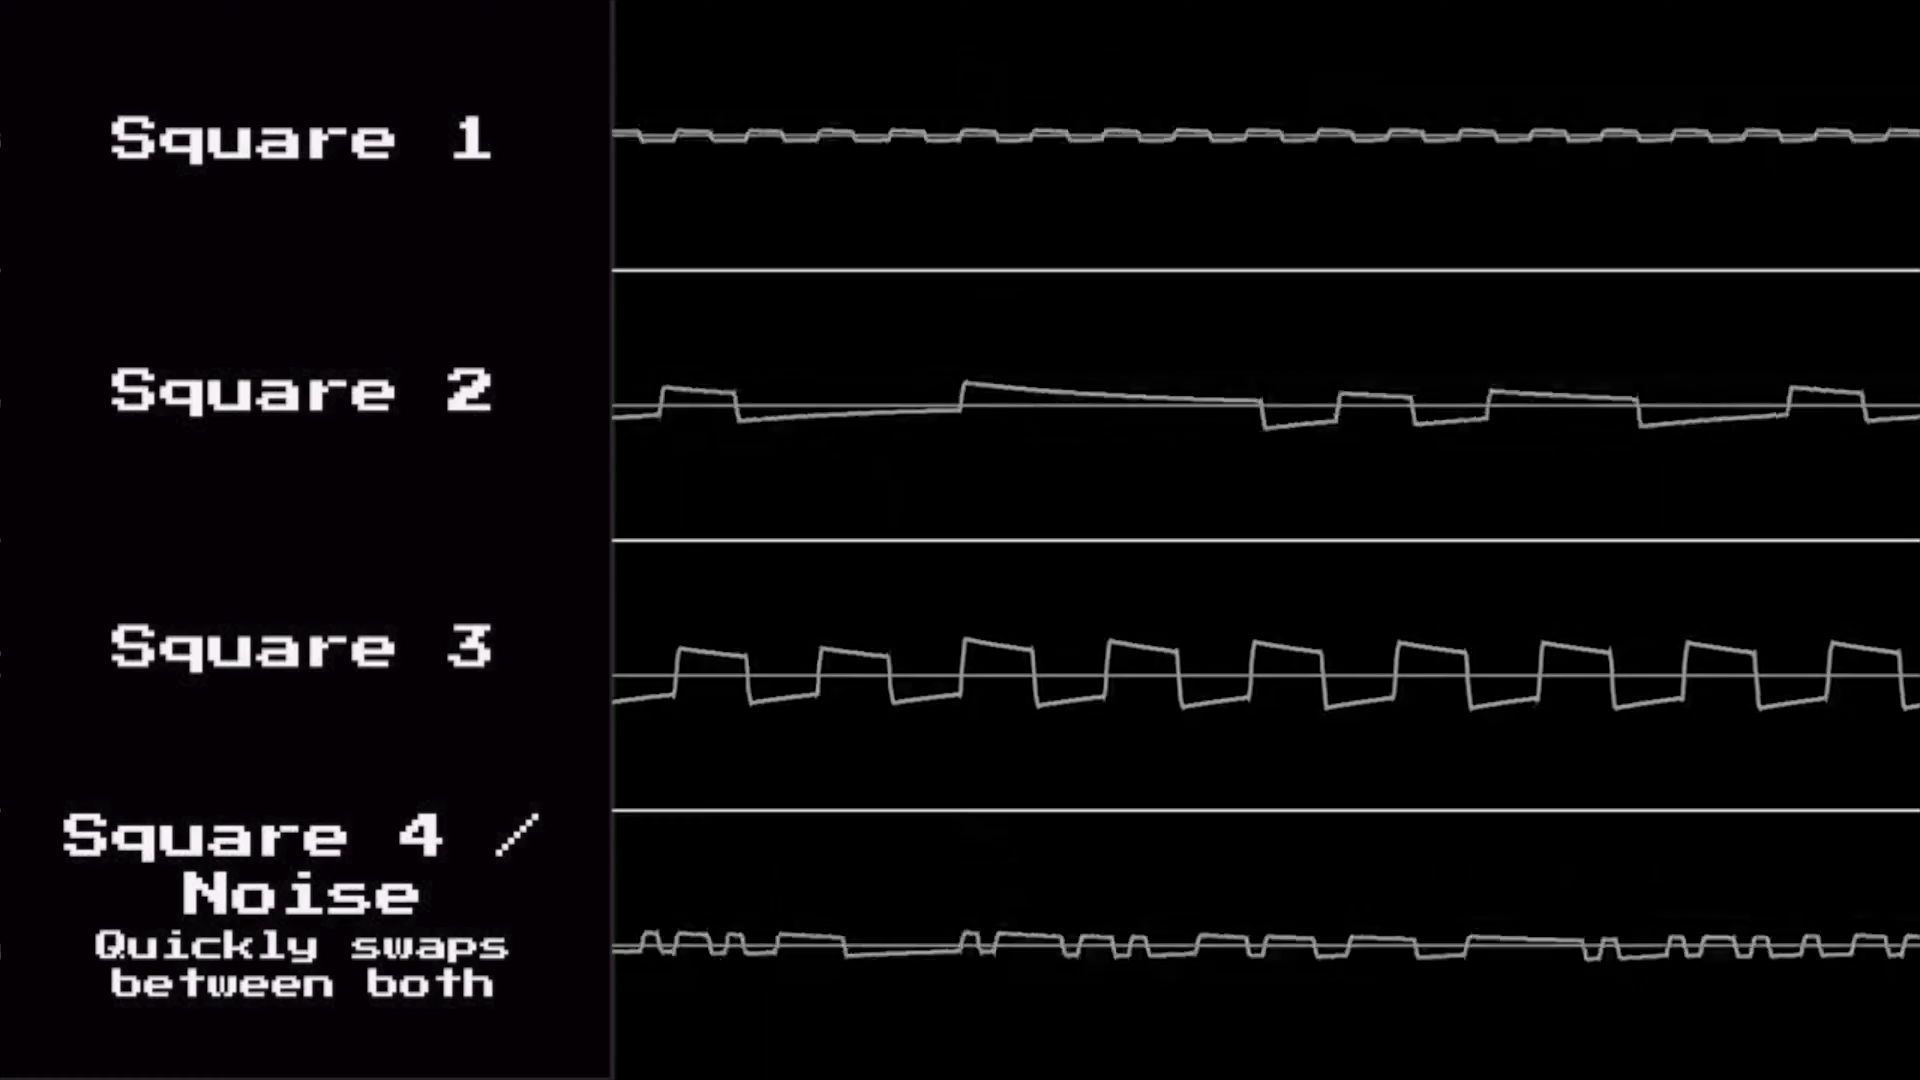 Square 1
Square 2
Square 3
Square 4 /
Noise
Quickly swaps
between both